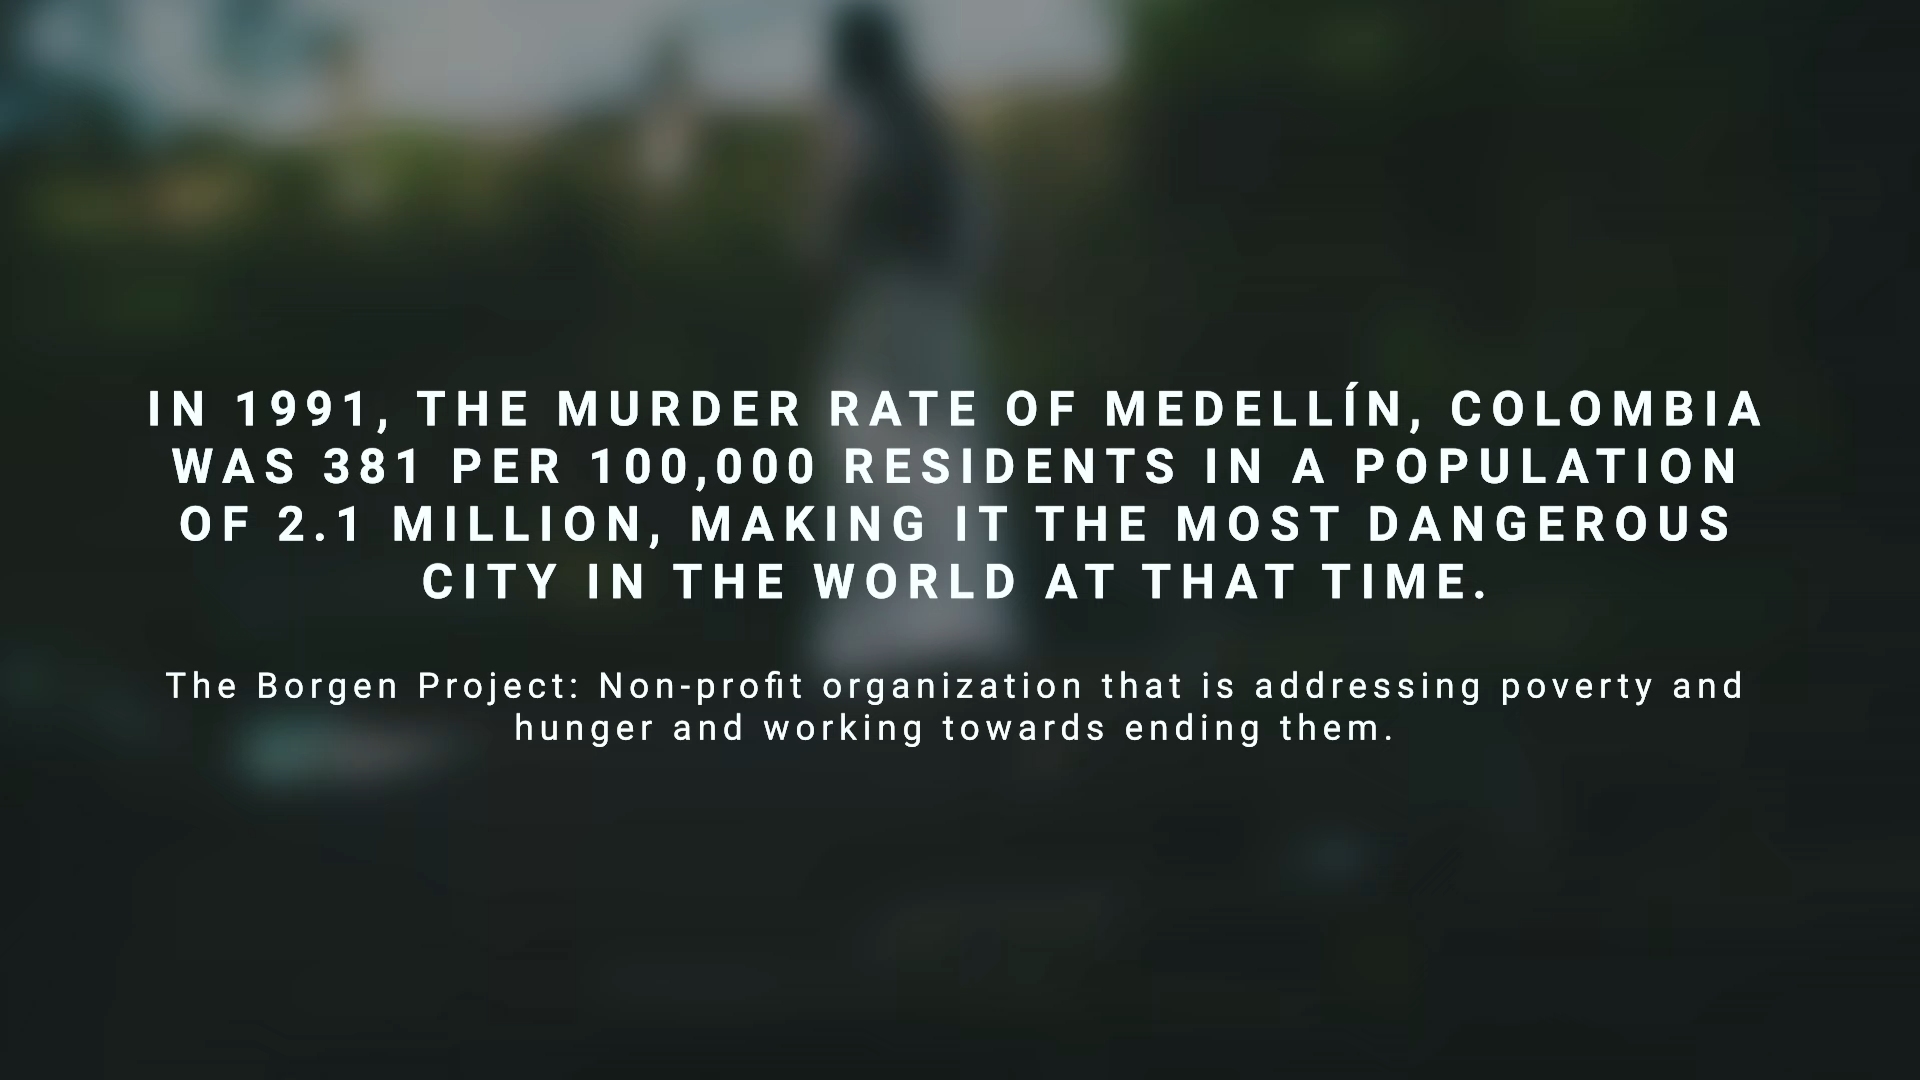 IN 1991, THE MURDER RATE OF MEDELLÍN, COLOMBIA
WAS 381 PER 100,000 RESIDENTS IN A POPULATION
OF 2.1 MILLION, MAKING IT THE MOST DANGEROUS
CITY IN THE WORLD AT THAT TIME.
The Borgen Project: Non-profit organization that is addressing poverty and
hunger and working towards ending them.